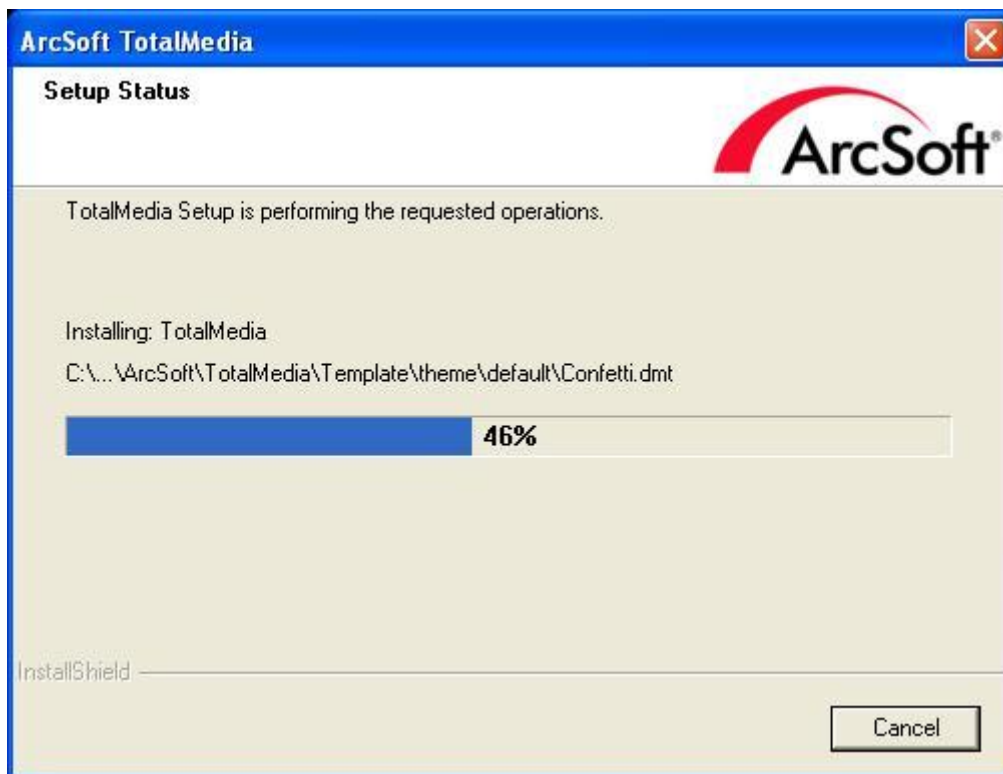 ArcSoft TotalMedia
Setup Status
ArcSoft®
TotalMedia Setup is performing the requested operations.
Installing: TotalMedia
C:\...\ArcSoft\TotalMedia\Template\theme\default\Confetti.dmt
46%
InstallShield
Cancel